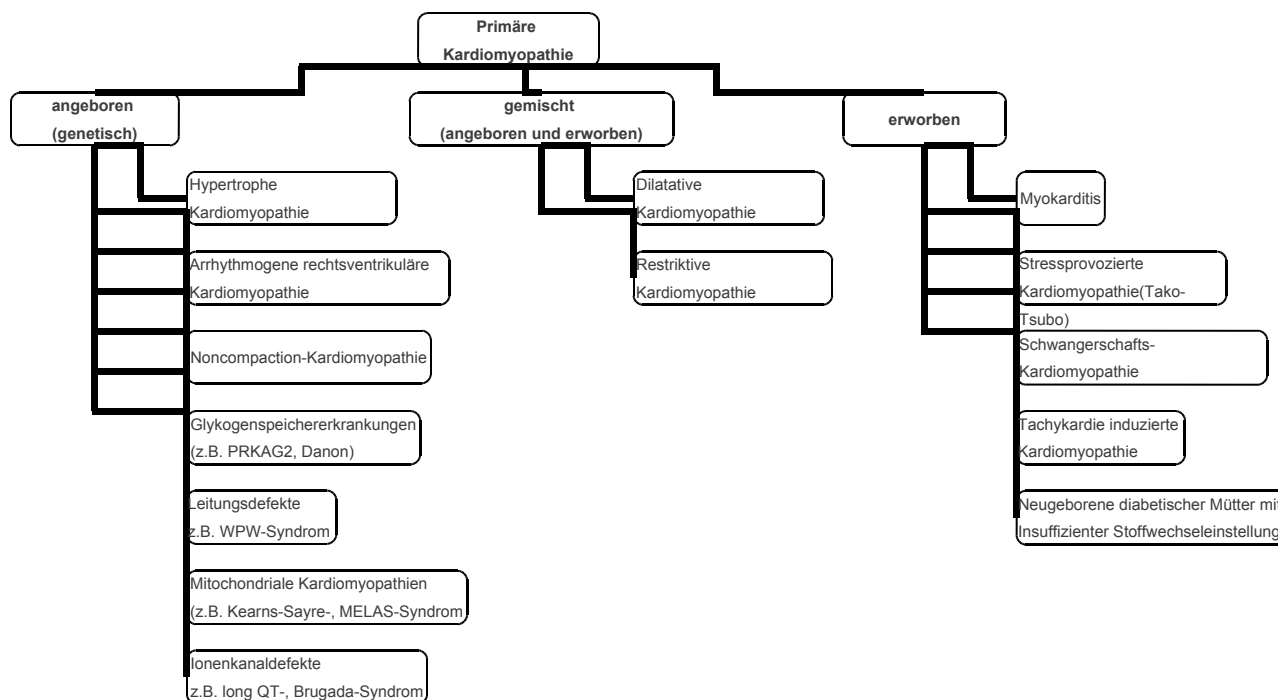 Primäre
Kardiomyopathie
angeboren
(genetisch)
gemischt
(angeboren und erworben)
erworben
Hypertrophe
Kardiomyopathie
Arrhythmogene rechtsventrikuläre
Kardiomyopathie
Noncompaction-Kardiomyopathie
Glykogenspeichererkrankungen
(z.B. PRKAG2, Danon)
Leitungsdefekte
z.B. WPW-Syndrom
Mitochondriale Kardiomyopathien
(z.B. Kearns-Sayre-, MELAS-Syndrom
Ionenkanaldefekte
z.B. long QT-, Brugada-Syndrom
Dilatative
Kardiomyopathie
Restriktive
Kardiomyopathie
Myokarditis
Stressprovozierte
Kardiomyopathie(Tako-
Tsubo)
Schwangerschafts-
Kardiomyopathie
Tachykardie induzierte
Kardiomyopathie
Neugeborene diabetischer Mütter mit
Insuffizienter Stoffwechseleinstellung